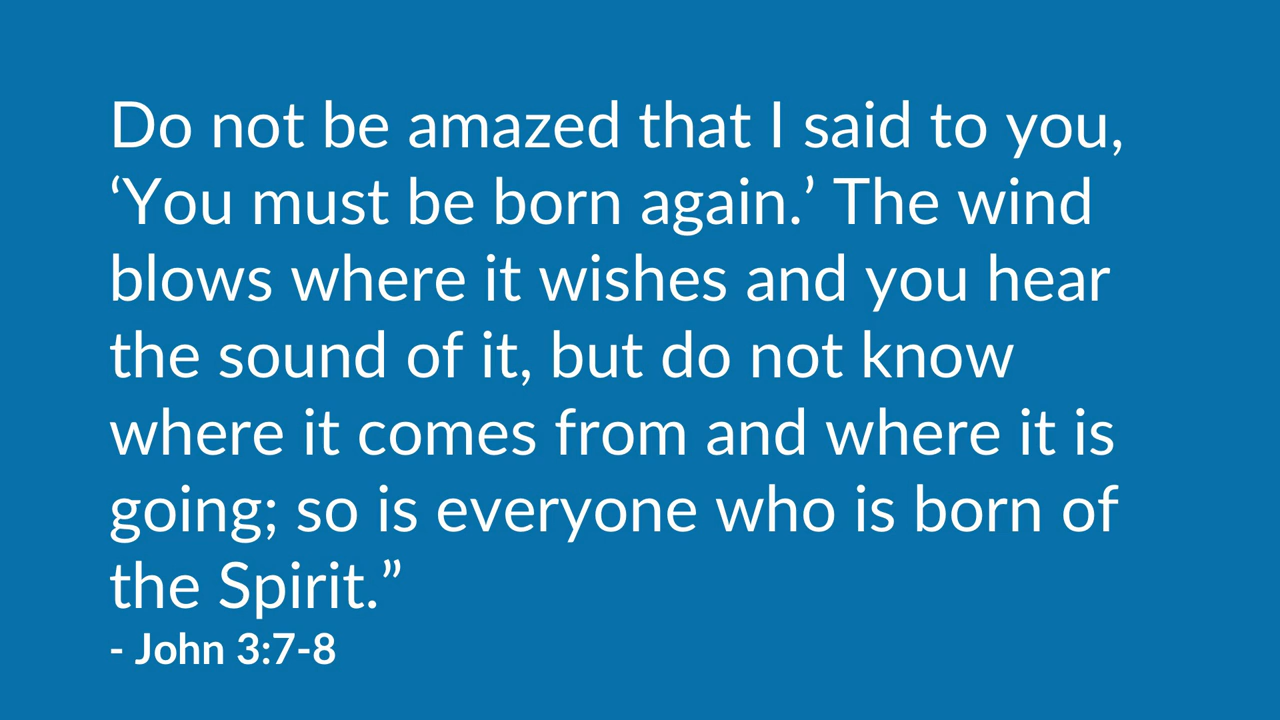 Do not be amazed that I said to you,
‘You must be born again.’ The wind
blows where it wishes and you hear
the sound of it, but do not know
where it comes from and where it is
going; so is everyone who is born of
the Spirit.”
- John 3:7-8